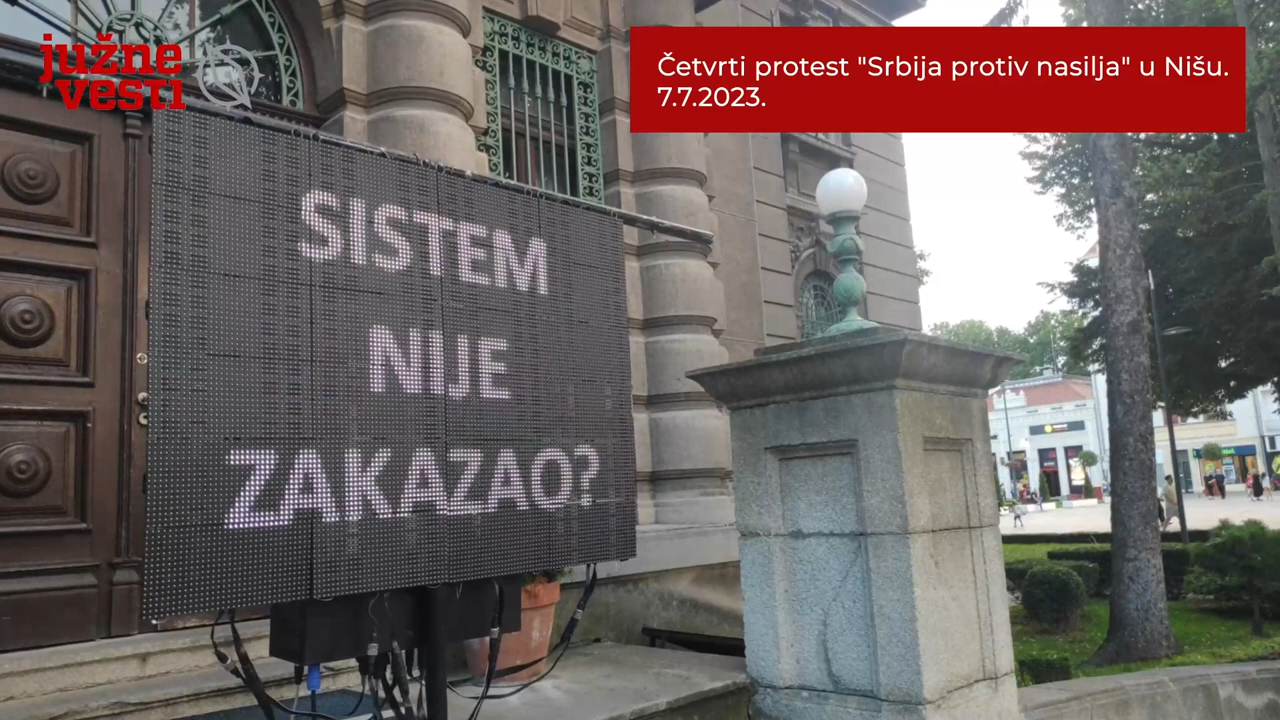 južne
vesti
Četvrti protest "Srbija protiv nasilja" u Nišu.
7.7.2023.
SISTEM
NIJE
ZAKAZAO?